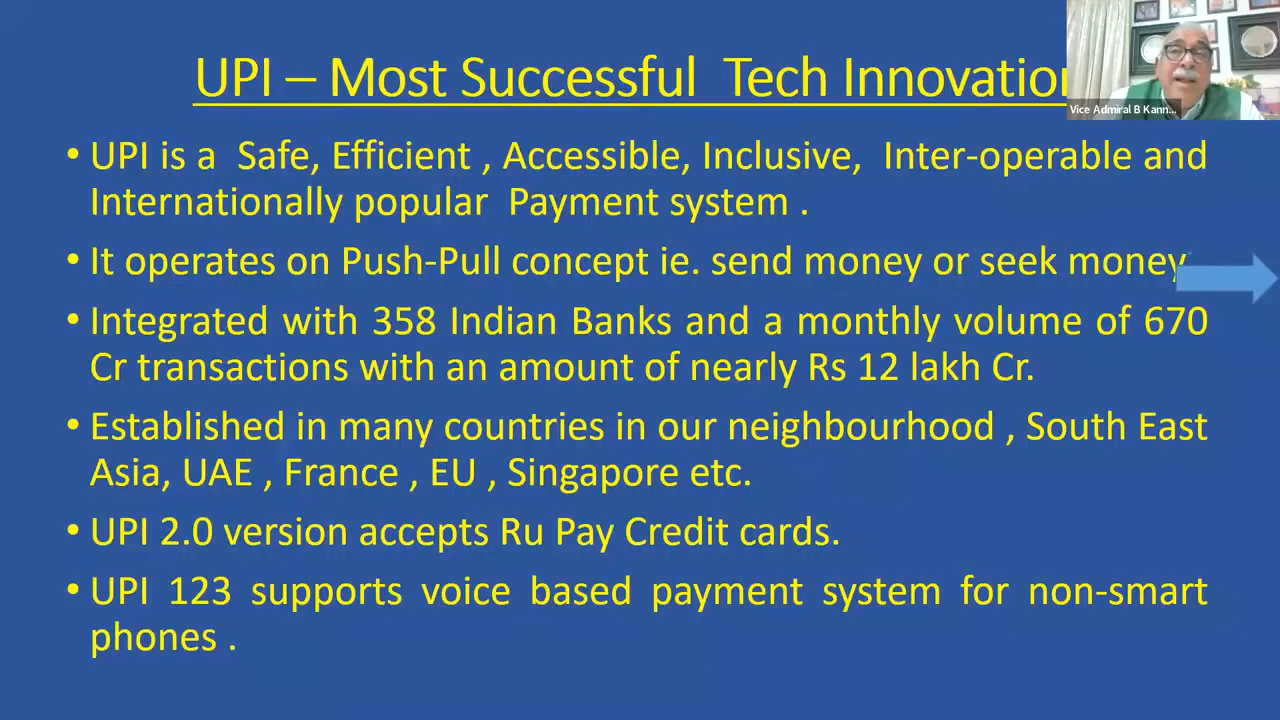 UPI – Most Successful Tech Innovation
Vice Admiral B Kann...
• UPI is a Safe, Efficient , Accessible, Inclusive, Inter-operable and
Internationally popular Payment system .
• It operates on Push-Pull concept ie. send money or seek money
• Integrated with 358 Indian Banks and a monthly volume of 670
Cr transactions with an amount of nearly Rs 12 lakh Cr.
• Established in many countries in our neighbourhood , South East
Asia, UAE , France , EU , Singapore etc.
• UPI 2.0 version accepts Ru Pay Credit cards.
• UPI 123 supports voice based payment system for non-smart
phones .